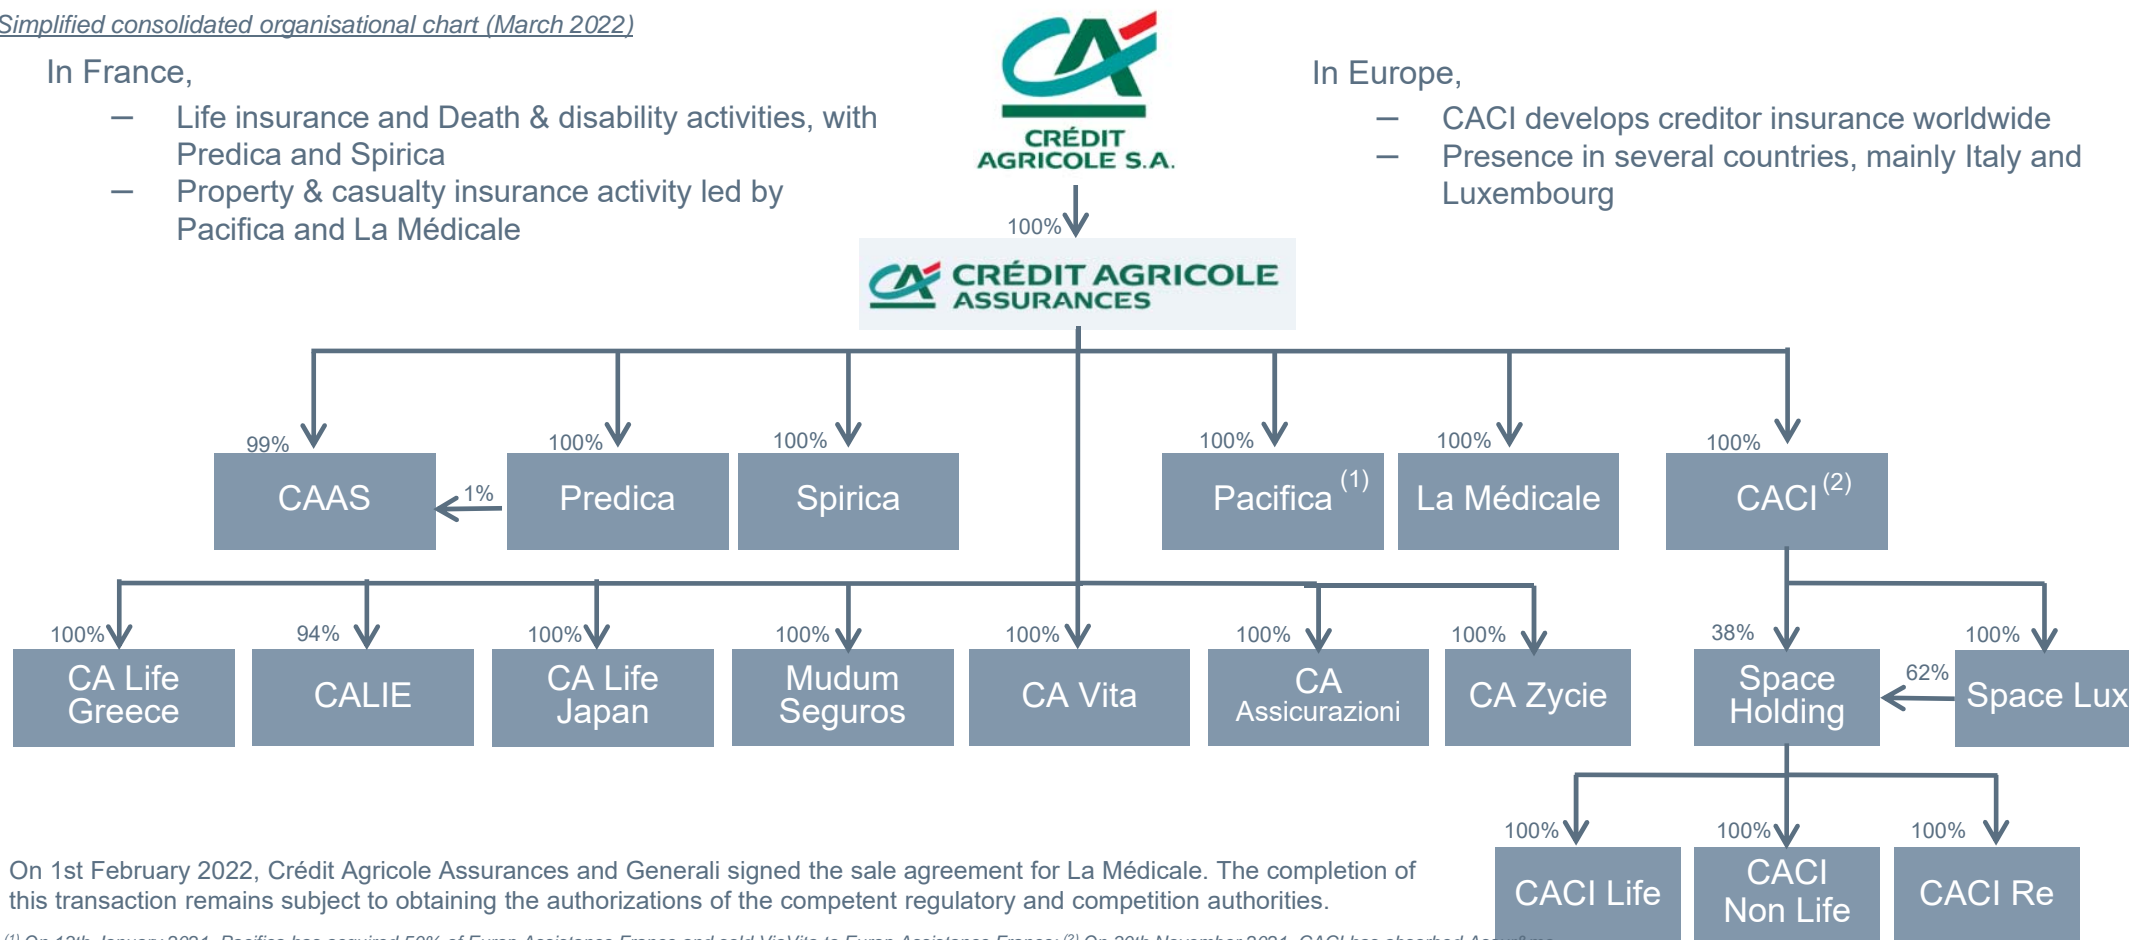 Simplified consolidated organisational chart (March 2022)
In France,
– Life insurance and Death & disability activities, with
Predica and Spirica
– Property & casualty insurance activity led by
Pacifica and La Médicale
CRÉDIT
AGRICOLE S.A.
In Europe,
– CACI develops creditor insurance worldwide
– Presence in several countries, mainly Italy and
Luxembourg
100%
CRÉDIT AGRICOLE
ASSURANCES
99%
100%
100%
100%
100%
100%
CAAS
1%
Predica
Spirica
Pacifica (1)
La Médicale
CACI (2)
100%
94%
100%
100%
100%
100%
100%
38%
100%
CA Life
Greece
CALIE
CA Life
Japan
Mudum
Seguros
CA Vita
CA
Assicurazioni
CA Zycie
Space
Holding
62%
Space Lux
100%
100%
100%
CACI Life
CACI
Non Life
CACI Re
On 1st February 2022, Crédit Agricole Assurances and Generali signed the sale agreement for La Médicale. The completion of
this transaction remains subject to obtaining the authorizations of the competent regulatory and competition authorities.